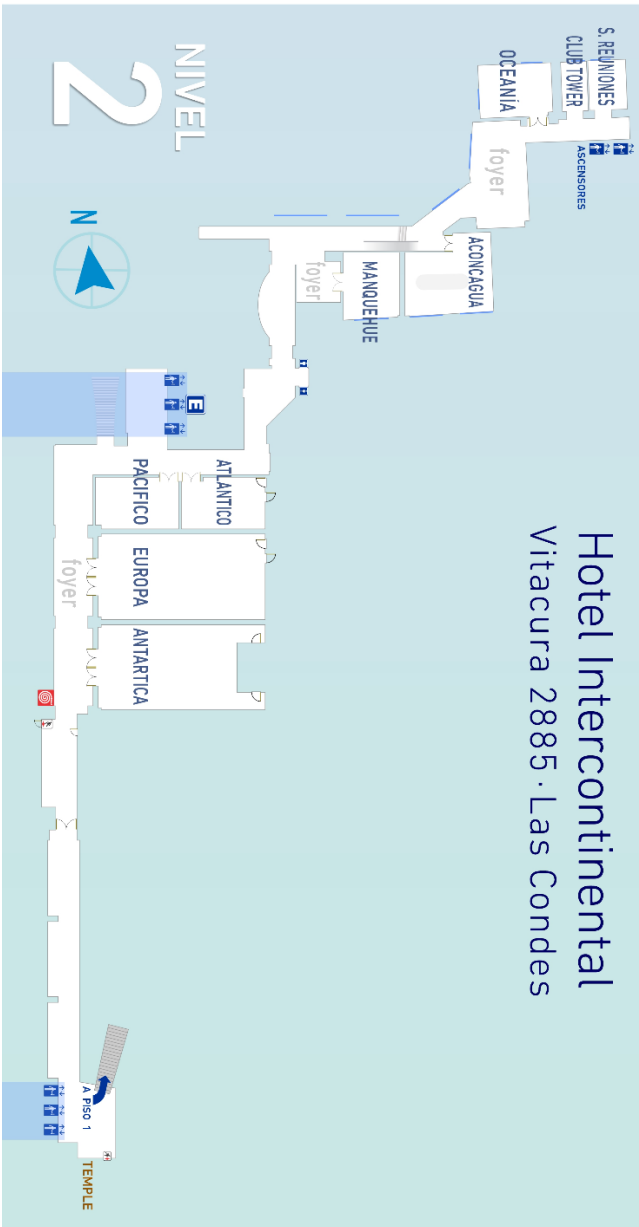 NIVEL
2
N
Hotel Intercontinental
Vitacura 2885 · Las Condes
S. REUNIONES
CLUB TOWER
OCEANÍA
ASCENSORES
foyer
ACONCAGUA
MANQUEHUE
foyer
E
ATLANTICO
PACIFICO
EUROPA
foyer
ANTARTICA
A PISO 1
TEMPLE